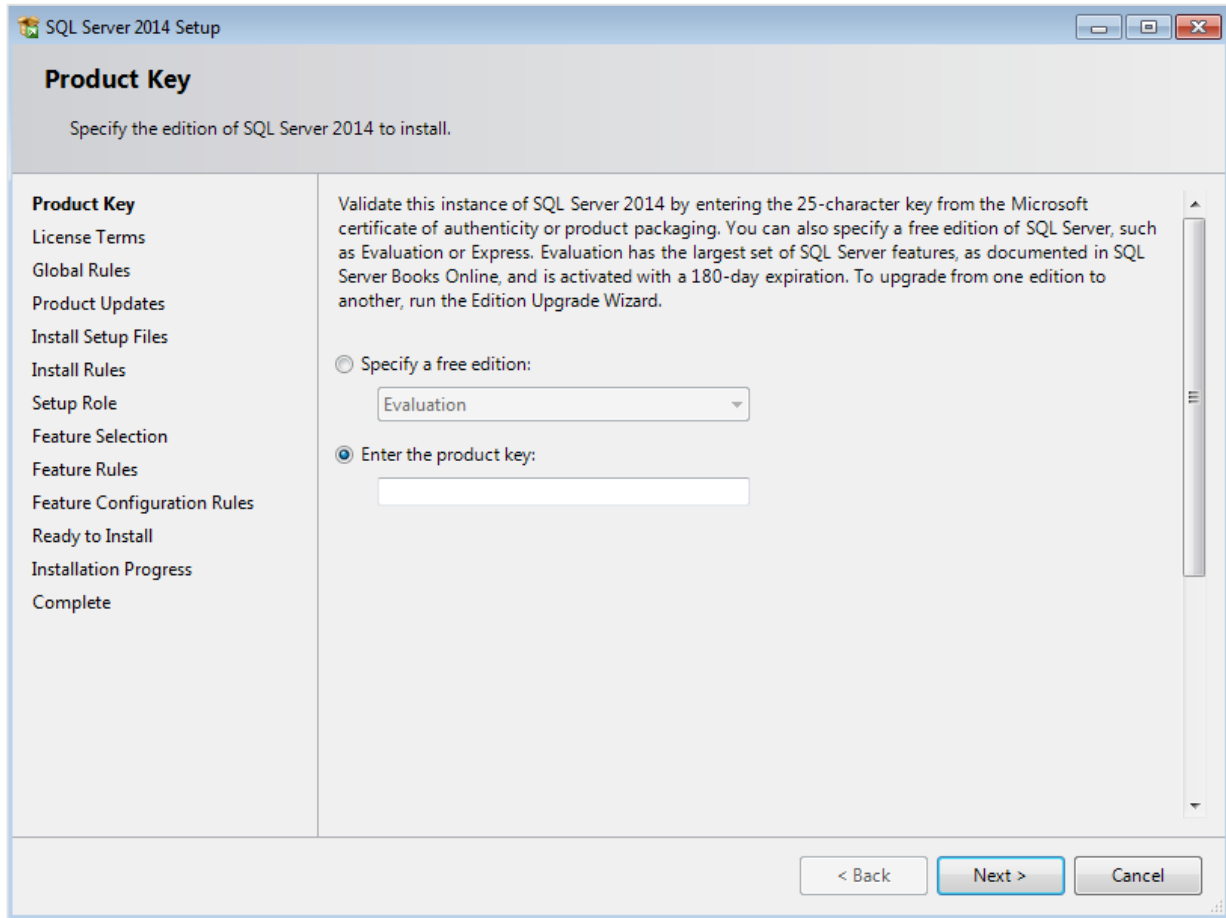 SQL Server 2014 Setup
Product Key
Specify the edition of SQL Server 2014 to install.
Product Key
License Terms
Global Rules
Product Updates
Install Setup Files
Install Rules
Setup Role
Feature Selection
Feature Rules
Feature Configuration Rules
Ready to Install
Installation Progress
Complete
Validate this instance of SQL Server 2014 by entering the 25-character key from the Microsoft
certificate of authenticity or product packaging. You can also specify a free edition of SQL Server, such
as Evaluation or Express. Evaluation has the largest set of SQL Server features, as documented in SQL
Server Books Online, and is activated with a 180-day expiration. To upgrade from one edition to
another, run the Edition Upgrade Wizard.
Specify a free edition:
Evaluation
Enter the product key:
< Back
Next >
Cancel